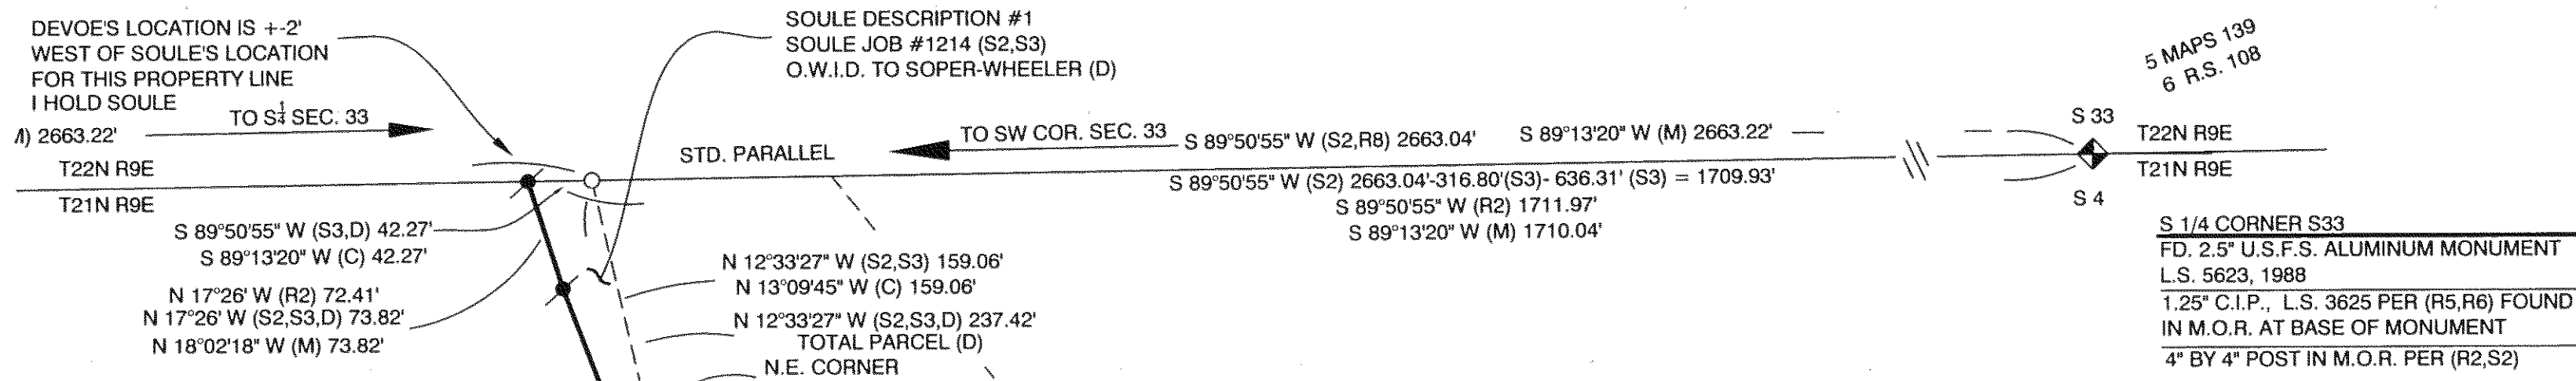 DEVOE'S LOCATION IS +-2'
WEST OF SOULE'S LOCATION
FOR THIS PROPERTY LINE
I HOLD SOULE
TO S 1/4 SEC. 33
M) 2663.22'
T22N R9E
T21N R9E
SOULE DESCRIPTION #1
SOULE JOB #1214 (S2,S3)
O.W.I.D. TO SOPER-WHEELER (D)
STD. PARALLEL
TO SW COR. SEC. 33
S 89°50'55" W (S2,R8) 2663.04'
S 89°13'20" W (M) 2663.22'
5 MAPS 139
6 R.S. 108
S 33
T22N R9E
T21N R9E
S 4
S 89°50'55" W (S2) 2663.04'-316.80'(S3)- 636.31' (S3) = 1709.93'
S 89°50'55" W (R2) 1711.97'
S 89°13'20" W (M) 1710.04'
S 89°50'55" W (S3,D) 42.27'
S 89°13'20" W (C) 42.27'
N 17°26' W (R2) 72.41'
N 17°26' W (S2,S3,D) 73.82'
N 18°02'18" W (M) 73.82'
N 12°33'27" W (S2,S3) 159.06'
N 13°09'45" W (C) 159.06'
N 12°33'27" W (S2,S3,D) 237.42'
TOTAL PARCEL (D)
N.E. CORNER
S 1/4 CORNER S33
FD. 2.5" U.S.F.S. ALUMINUM MONUMENT
L.S. 5623, 1988
1.25" C.I.P., L.S. 3625 PER (R5,R6) FOUND
IN M.O.R. AT BASE OF MONUMENT
4" BY 4" POST IN M.O.R. PER (R2,S2)